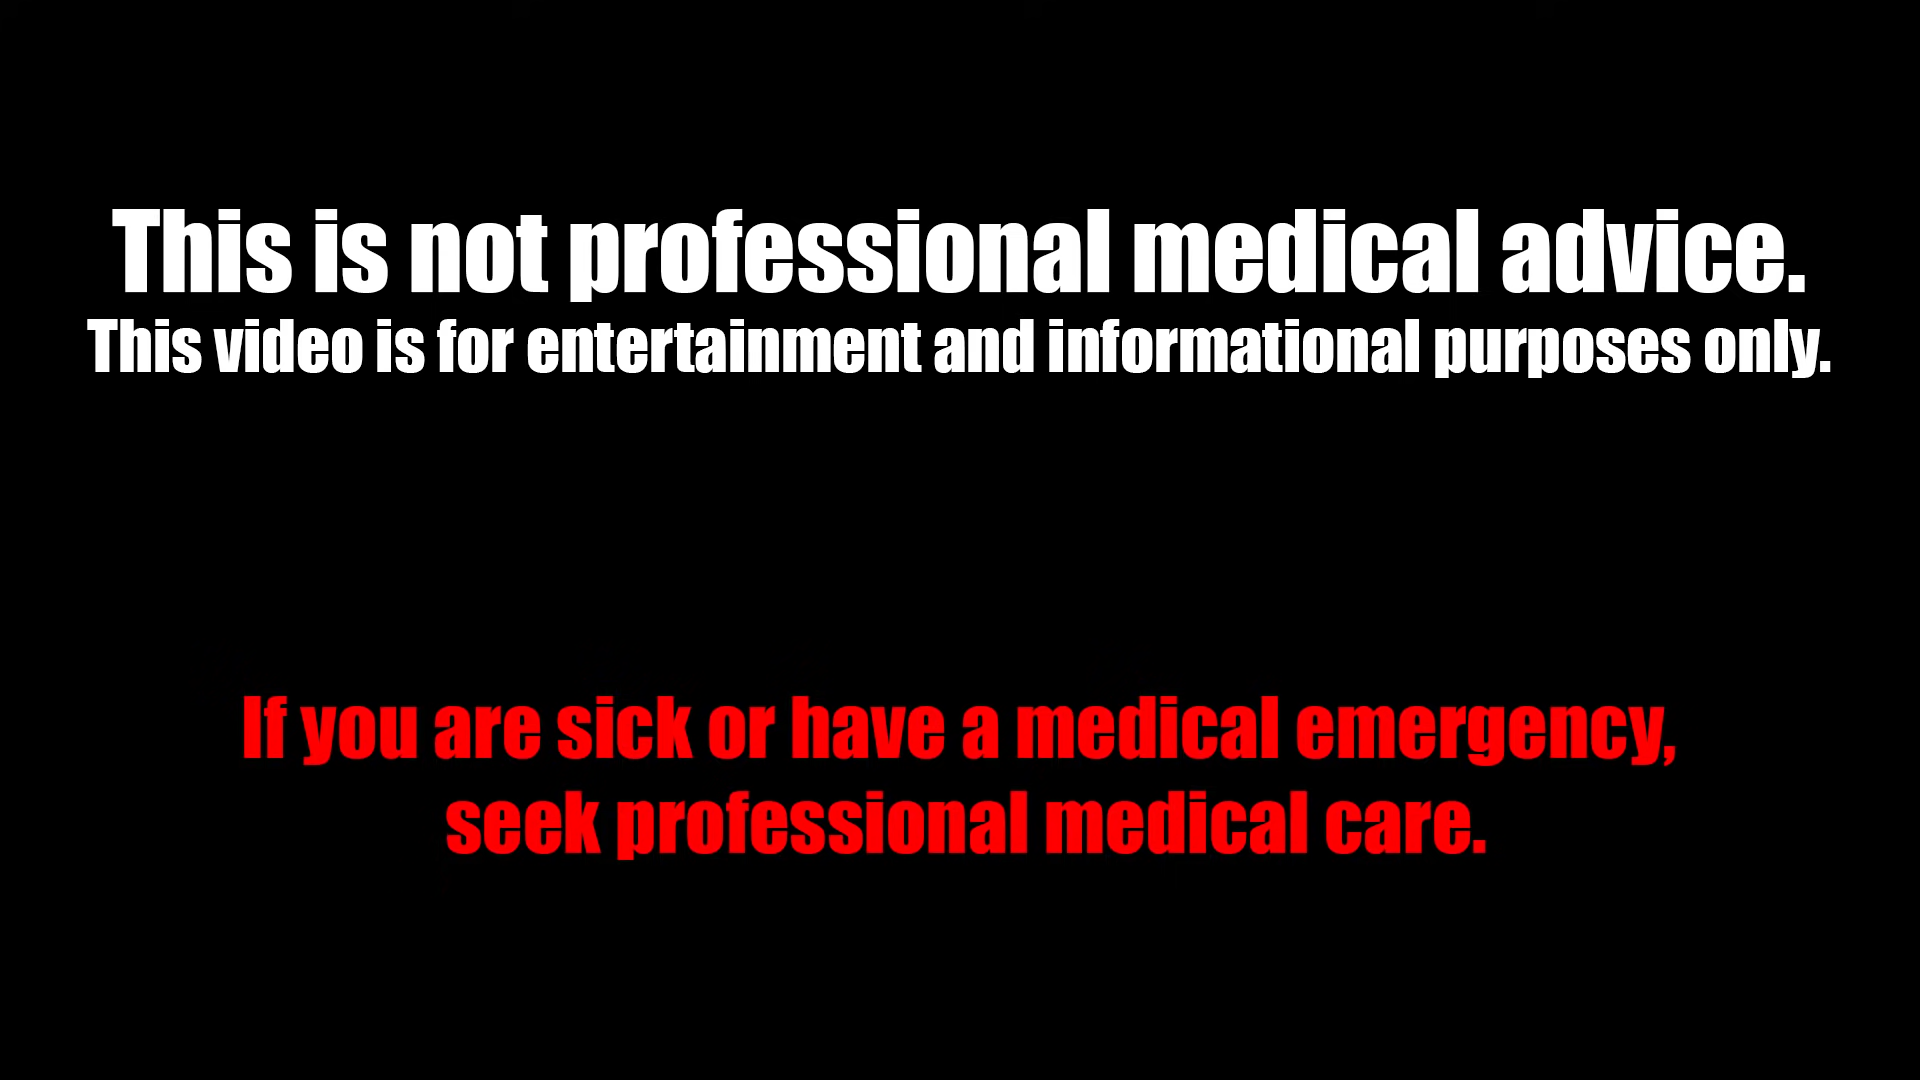 This is not professional medical advice.
This video is for entertainment and informational purposes only.
If you are sick or have a medical emergency,
seek professional medical care.